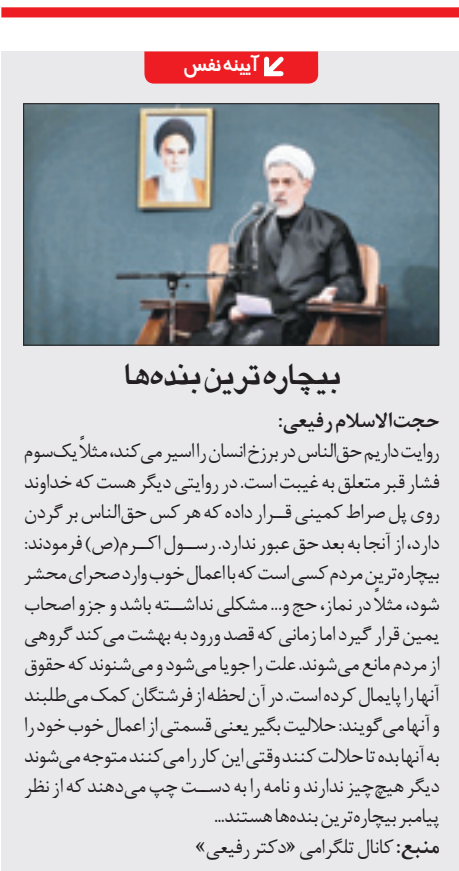 آیینه نفس
بیچاره‌ترین بنده‌ها
حجت‌الاسلام رفیعی:
روایت داریم حق‌الناس در برزخ انسان را اسیر می‌کند، مثلاً یک‌سوم
فشار قبر متعلق به غیبت است. در روایتی دیگر هست که خداوند
روی پل صراط کمینی قرار داده که هر کس حق‌الناس بر گردن
دارد، از آنجا به بعد حق عبور ندارد. رسول اکرم(ص) فرمودند:
بیچاره‌ترین مردم کسی است که با اعمال خوب وارد صحرای محشر
شود، مثلاً در نماز، حج و... مشکلی نداشته باشد و جزو اصحاب
یمین قرار گیرد اما زمانی که قصد ورود به بهشت می‌کند گروهی
از مردم مانع می‌شوند. علت را جویا می‌شود و می‌شنوند که حقوق
آنها را پایمال کرده است. در آن لحظه از فرشتگان کمک می‌طلبند
و آنها می‌گویند: حلالیت بگیر یعنی قسمتی از اعمال خوب خود را
به آنها بده تا حلالت کنند وقتی این کار را می‌کنند متوجه می‌شوند
دیگر هیچ‌چیز ندارند و نامه را به دست چپ می‌دهند که از نظر
پیامبر بیچاره‌ترین بنده‌ها هستند...
منبع: کانال تلگرامی «دکتر رفیعی»